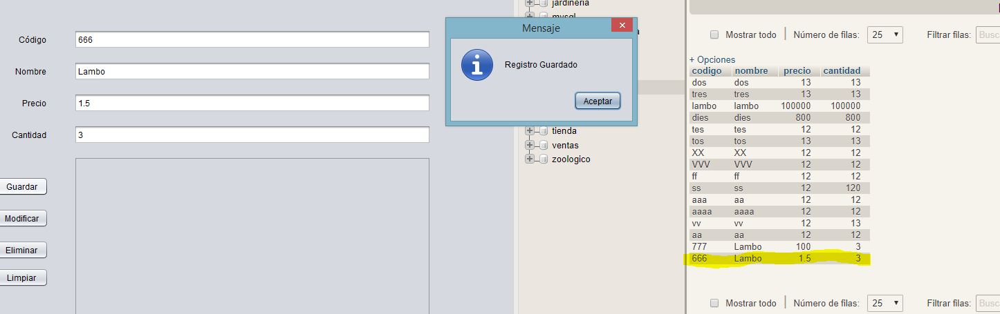 Código 666
Nombre Lambo
Precio 1.5
Cantidad 3
Guardar
Modificar
Eliminar
Limpiar
jardineria
mysql
Mensaje
Registro Guardado
Aceptar
tienda
ventas
zoologico
Mostrar todo Número de filas: 25 Filtrar filas: Busc
+ Opciones
codigo nombre precio cantidad
dos dos 13 13
tres tres 13 13
lambo lambo 100000 100000
dies dies 800 800
tes tes 12 12
tos tos 13 13
XX XX 12 12
VVV VVV 12 12
ff ff 12 12
ss ss 12 120
aaa aa 12 12
aaaa aaaa 12 12
vv vv 12 13
aa aa 12 12
777 Lambo 100 3
666 Lambo 1.5 3
Mostrar todo Número de filas: 25 Filtrar filas: Busc